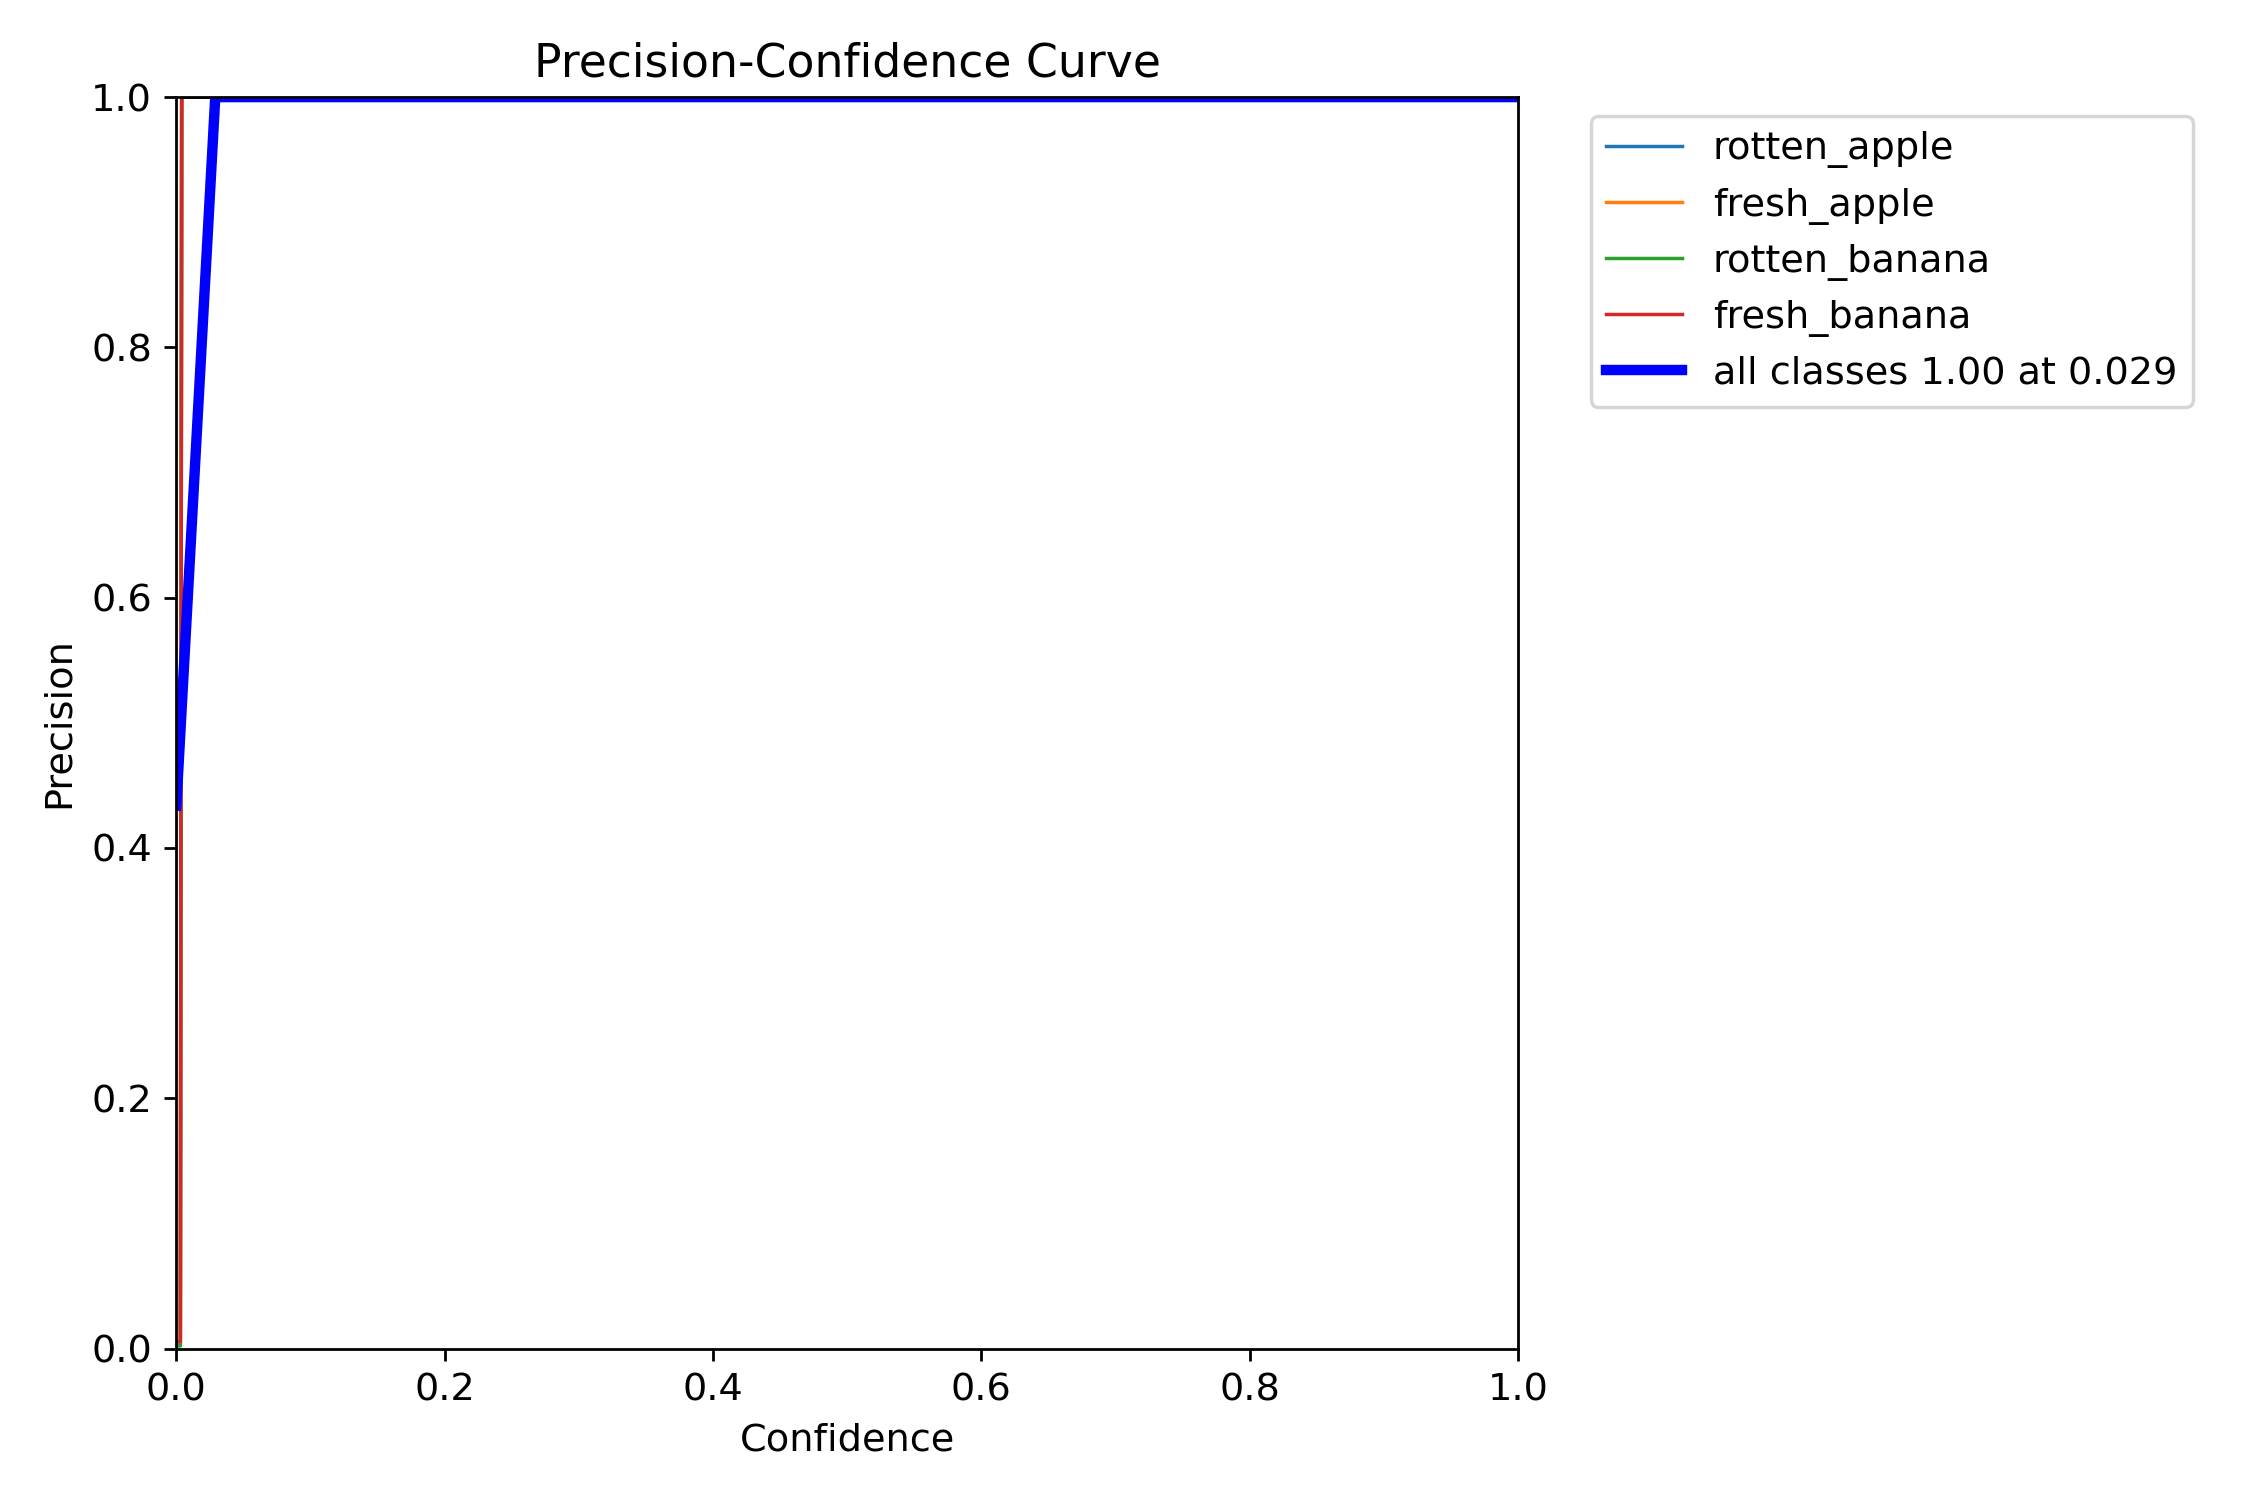 Precision-Confidence Curve
1.0
0.8
0.6
0.4
0.2
0.0
Precision
0.0 0.2 0.4 0.6 0.8 1.0
Confidence
rotten_apple
fresh_apple
rotten_banana
fresh_banana
all classes 1.00 at 0.029